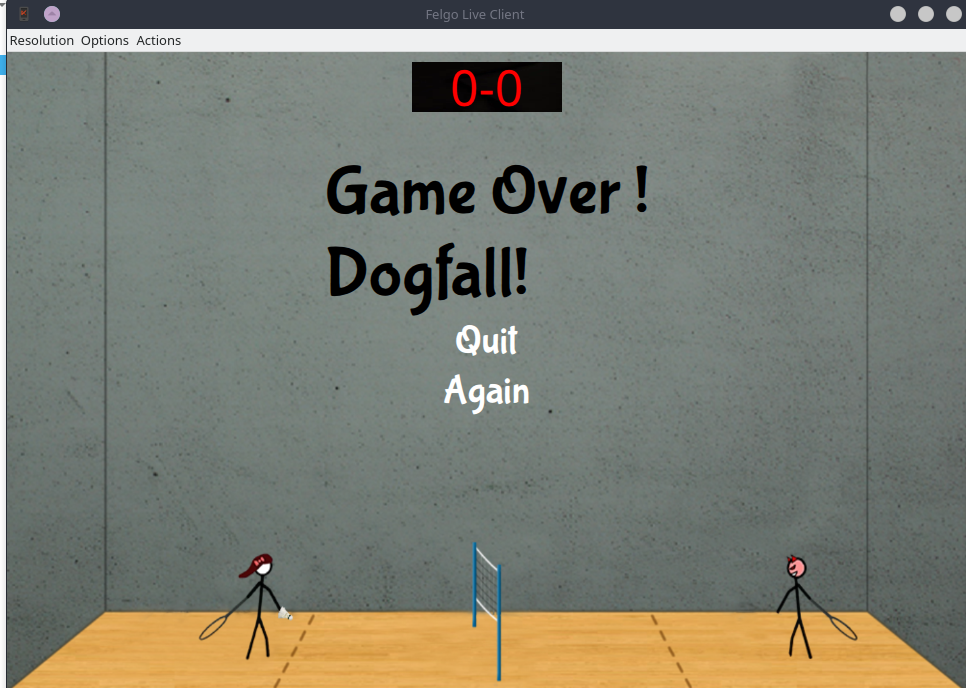 Felgo Live Client
Resolution Options Actions
0-0
Game Over !
Dogfall!
Quit
Again